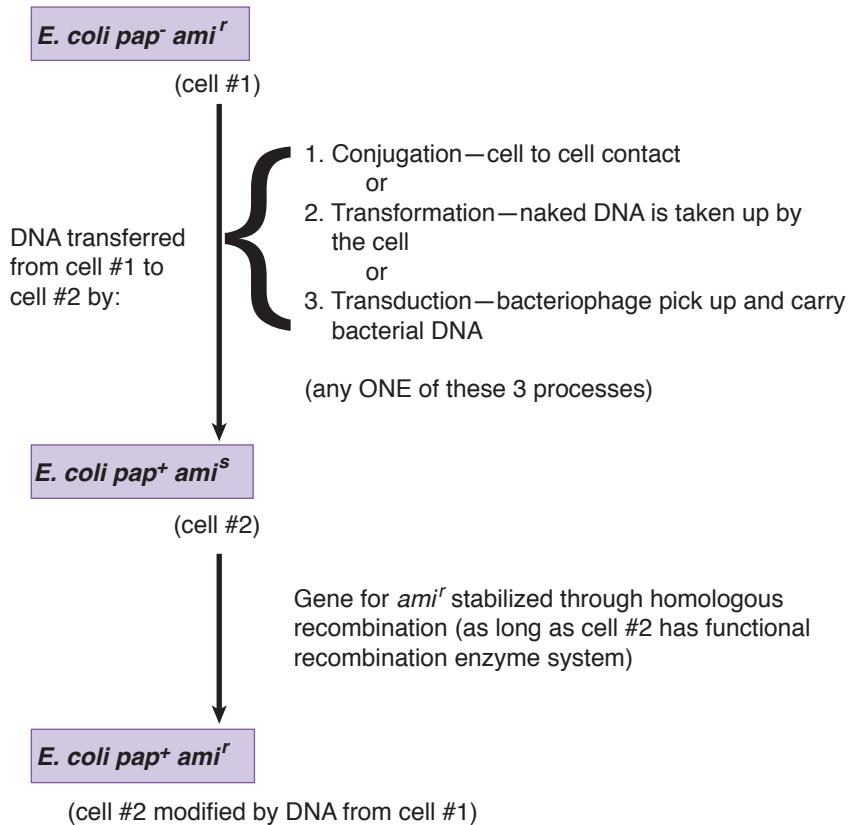 E. coli pap⁻ amiʳ
(cell #1)
DNA transferred
from cell #1 to
cell #2 by:
1. Conjugation—cell to cell contact
or
2. Transformation—naked DNA is taken up by
the cell
or
3. Transduction—bacteriophage pick up and carry
bacterial DNA
(any ONE of these 3 processes)
E. coli pap⁺ amiˢ
(cell #2)
Gene for amiʳ stabilized through homologous
recombination (as long as cell #2 has functional
recombination enzyme system)
E. coli pap⁺ amiʳ
(cell #2 modified by DNA from cell #1)